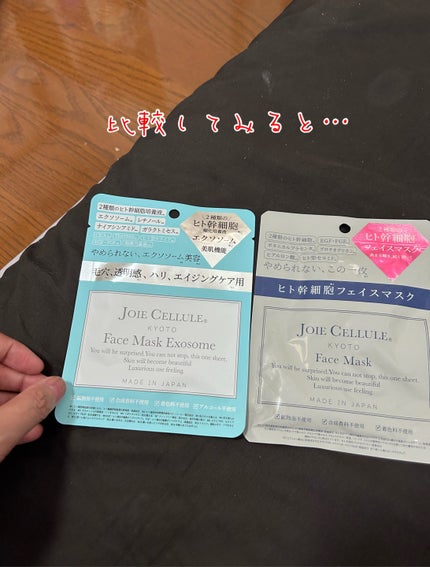 比較してみると…
2種類のヒト幹細胞培養液。
エクソソーム。レチノール。
ナイアシンアミド。ガラクトミセス。
2種類の
ヒト幹細胞
培養液
エクソソーム
美肌機能
やめられない、エクソソーム美容
毛穴、透明感、ハリ、エイジングケア用
JOIE CELLULE®
KYOTO
Face Mask Exosome
You will be surprised.You can not stop, this one sheet.
Skin will become beautiful
Luxurious use feeling.
MADE IN JAPAN
☑鉱物油不使用 ☑合成香料不使用 ☑着色料不使用 ☑アルコール不使用
2種類の
ヒト幹細胞
フェイスマスク
2種類のヒト幹細胞、EGF・FGF、
やめられない、この一枚
ヒト幹細胞フェイスマスク
JOIE CELLULE®
KYOTO
Face Mask
You will be surprised.You can not stop, this one sheet.
Skin will become beautiful
Luxurious use feeling.
MADE IN JAPAN
☑鉱物油不使用 ☑合成香料不使用 ☑着色料不使用